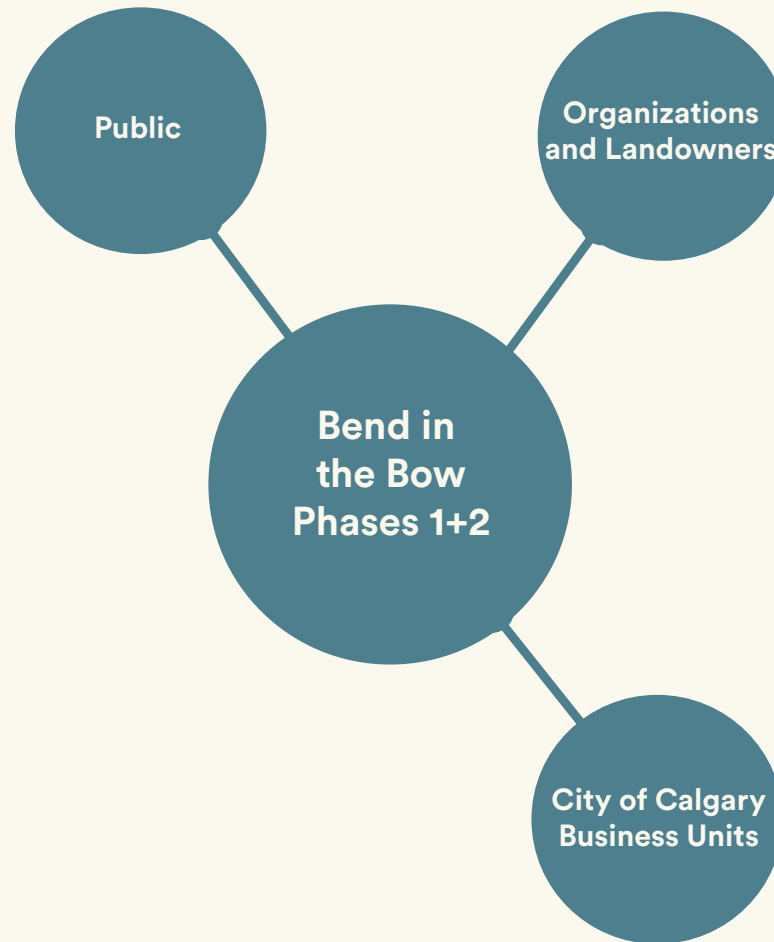 Public
Organizations
and Landowners
Bend in
the Bow
Phases 1+2
City of Calgary
Business Units